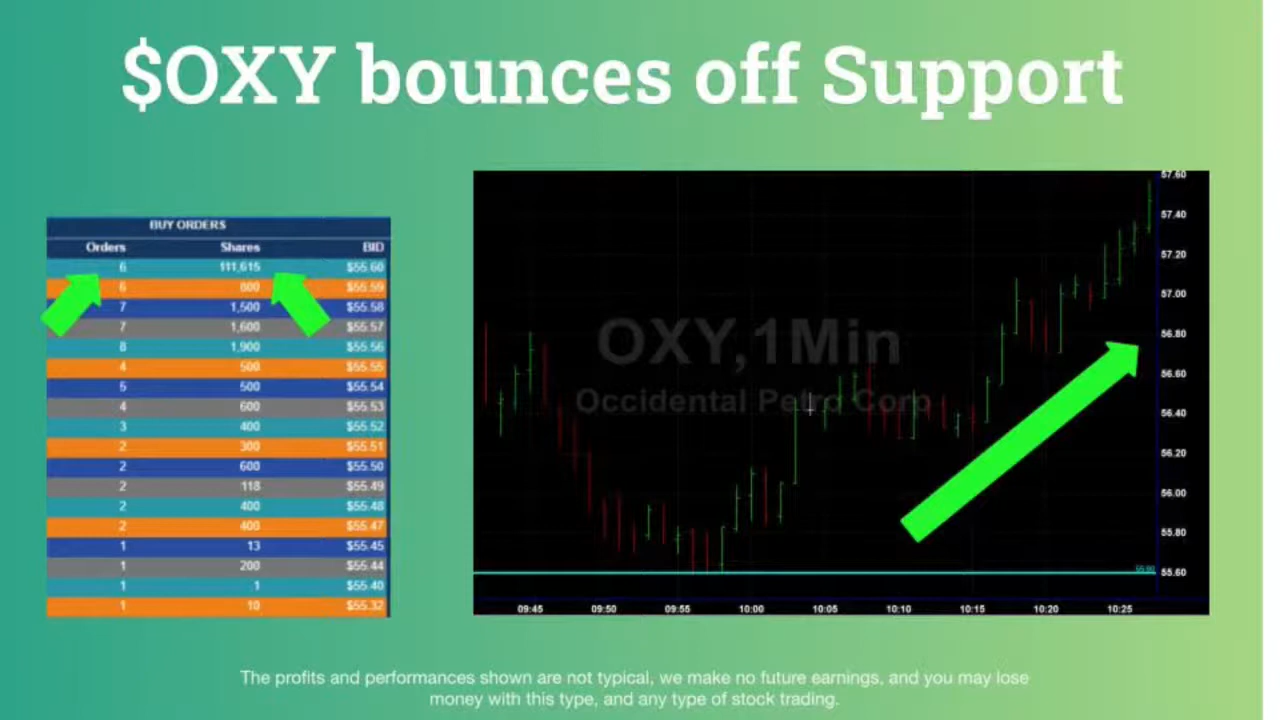 $OXY bounces off Support
BUY ORDERS
Orders Shares BID
6 111,615 $55.60
6 800 $55.59
7 1,500 $55.58
7 1,600 $55.57
8 1,900 $55.56
4 500 $55.55
5 500 $55.54
4 600 $55.53
3 400 $55.52
2 300 $55.51
2 600 $55.50
2 118 $55.49
2 400 $55.48
2 400 $55.47
1 13 $55.45
1 200 $55.44
1 1 $55.40
1 10 $55.32
OXY,1Min
Occidental Petro Corp
57.60
57.40
57.20
57.00
56.80
56.60
56.40
56.20
56.00
55.80
55.60
09:45 09:50 09:55 10:00 10:05 10:10 10:15 10:20 10:25
The profits and performances shown are not typical, we make no future earnings, and you may lose
money with this type, and any type of stock trading.